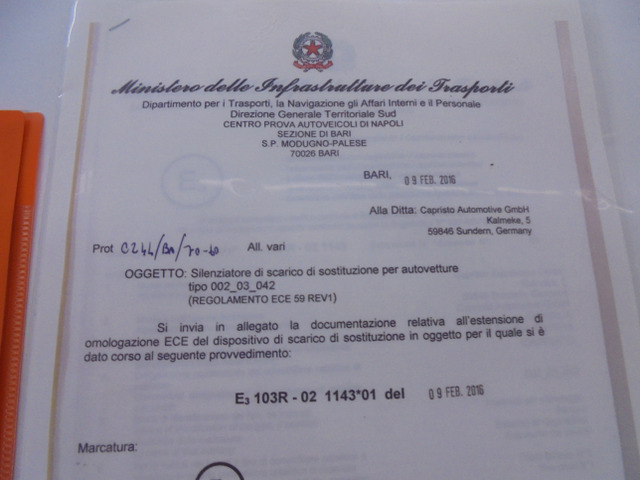 Ministero delle Infrastrutture dei Trasporti
Dipartimento per i Trasporti, la Navigazione gli Affari Interni e il Personale
Direzione Generale Territoriale Sud
CENTRO PROVA AUTOVEICOLI DI NAPOLI
SEZIONE DI BARI
S.P. MODUGNO-PALESE
70026 BARI
BARI, 09 FEB. 2016
Alla Ditta: Capristo Automotive GmbH
Kalmeke, 5
59846 Sundern, Germany
Prot C244/BA/70-60 All. vari
OGGETTO: Silenziatore di scarico di sostituzione per autovetture
tipo 002_03_042
(REGOLAMENTO ECE 59 REV1)
Si invia in allegato la documentazione relativa all'estensione di
omologazione ECE del dispositivo di scarico di sostituzione in oggetto per il quale si è
dato corso al seguente provvedimento:
E3 103R - 02 1143*01 del 09 FEB. 2016
Marcatura: